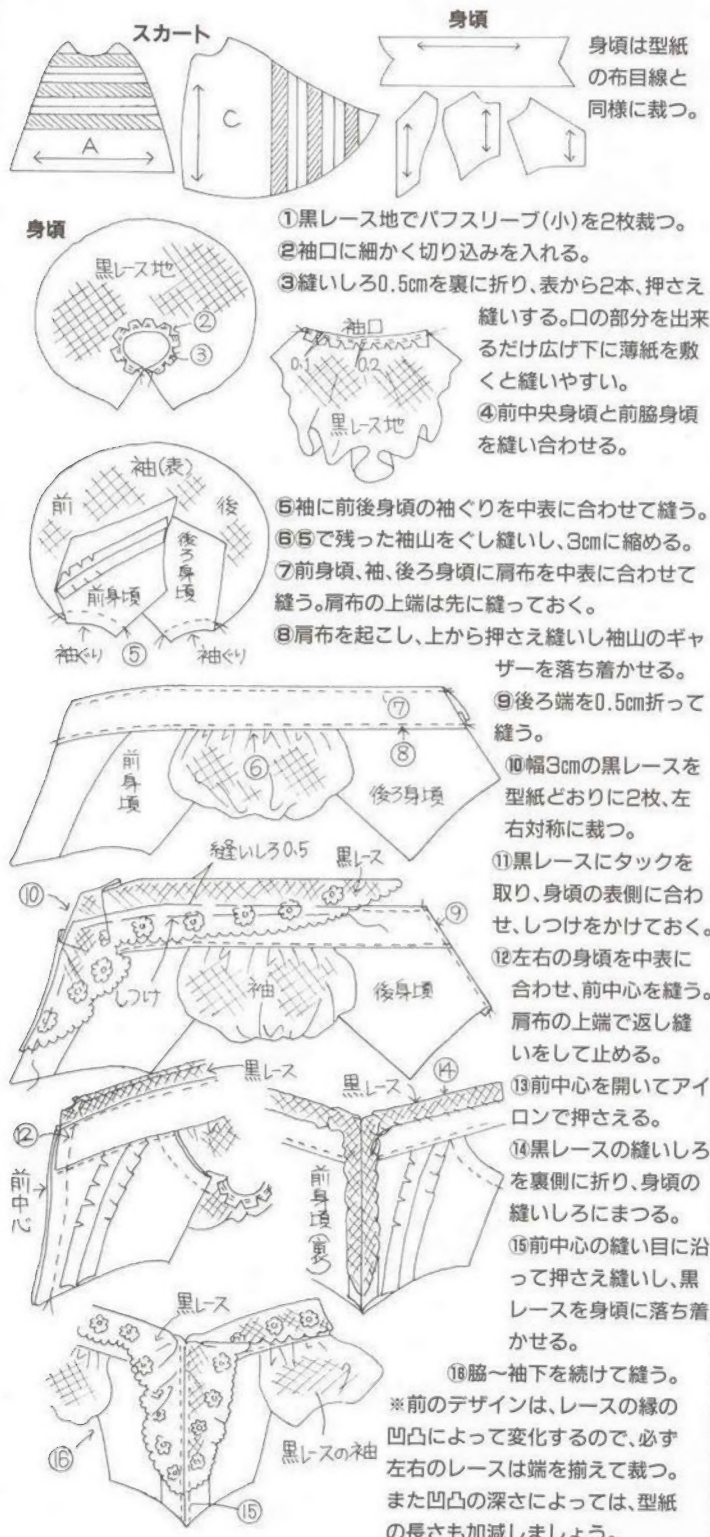 スカート
A
C
身頃
身頃は型紙
の布目線と
同様に裁つ。
身頃
黒レース地
②
③
①黒レース地でパフスリーブ(小)を2枚裁つ。
②袖口に細かく切り込みを入れる。
③縫いしろ0.5cmを裏に折り、表から2本、押さえ
縫いする。口の部分を出来
るだけ広げ下に薄紙を敷
くと縫いやすい。
④前中央身頃と前脇身頃
を縫い合わせる。
袖口
0.1
0.2
黒レース地
袖(表)
前
後
後ろ身頃
前身頃
袖ぐり
⑤
袖ぐり
⑤袖に前後身頃の袖ぐりを中表に合わせて縫う。
⑥⑤で残った袖山をぐし縫いし、3cmに縮める。
⑦前身頃、袖、後ろ身頃に肩布を中表に合わせて
縫う。肩布の上端は先に縫っておく。
⑧肩布を起こし、上から押さえ縫いし袖山のギャ
ザーを落ち着かせる。
⑨後ろ端を0.5cm折って
縫う。
⑩幅3cmの黒レースを
型紙どおりに2枚、左
右対称に裁つ。
⑪黒レースにタックを
取り、身頃の表側に合わ
せ、しつけをかけておく。
⑫左右の身頃を中表に
合わせ、前中心を縫う。
肩布の上端で返し縫
いをして止める。
⑬前中心を開いてアイ
ロンで押さえる。
⑭黒レースの縫いしろ
を裏側に折り、身頃の
縫いしろにまつる。
⑮前中心の縫い目に沿
って押さえ縫いし、黒
レースを身頃に落ち着
かせる。
⑯脇〜袖下を続けて縫う。
※前のデザインは、レースの縁の
凹凸によって変化するので、必ず
左右のレースは端を揃えて裁つ。
また凹凸の深さによっては、型紙
の長さも加減しましょう。
⑦
⑧
⑥
前身頃
後ろ身頃
縫いしろ0.5
黒レース
⑩
⑨
しつけ
袖
後身頃
黒レース
⑫
前中心
黒レース
⑭
前身頃(裏)
黒レース
⑯
黒レースの袖
⑮